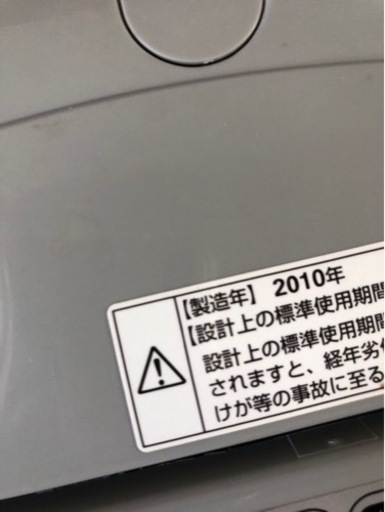 【製造年】 2010年
【設計上の標準使用期間
設計上の標準使用期間
されますと、経年劣化
けが等の事故に至る